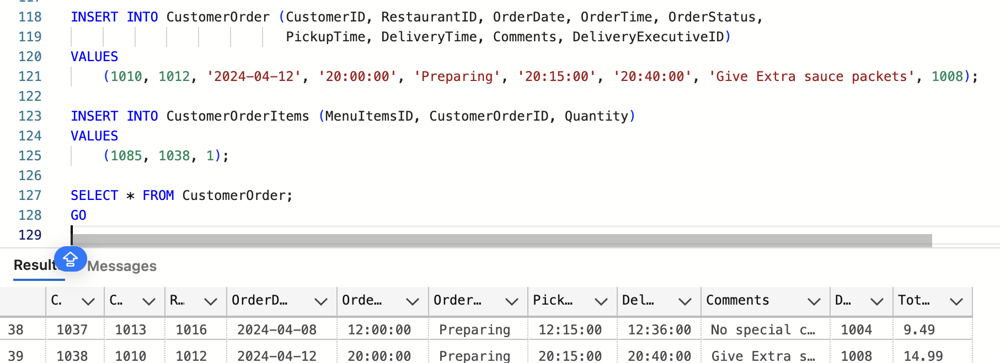 117
118 INSERT INTO CustomerOrder (CustomerID, RestaurantID, OrderDate, OrderTime, OrderStatus,
119 PickupTime, DeliveryTime, Comments, DeliveryExecutiveID)
120 VALUES
121 (1010, 1012, '2024-04-12', '20:00:00', 'Preparing', '20:15:00', '20:40:00', 'Give Extra sauce packets', 1008);
122
123 INSERT INTO CustomerOrderItems (MenuItemsID, CustomerOrderID, Quantity)
124 VALUES
125 (1085, 1038, 1);
126
127 SELECT * FROM CustomerOrder;
128 GO
129
Result Messages
C. C.. R... OrderD... Orde... Order... Pick... Del... Comments D... Tot...
38 1037 1013 1016 2024-04-08 12:00:00 Preparing 12:15:00 12:36:00 No special c... 1004 9.49
39 1038 1010 1012 2024-04-12 20:00:00 Preparing 20:15:00 20:40:00 Give Extra s... 1008 14.99